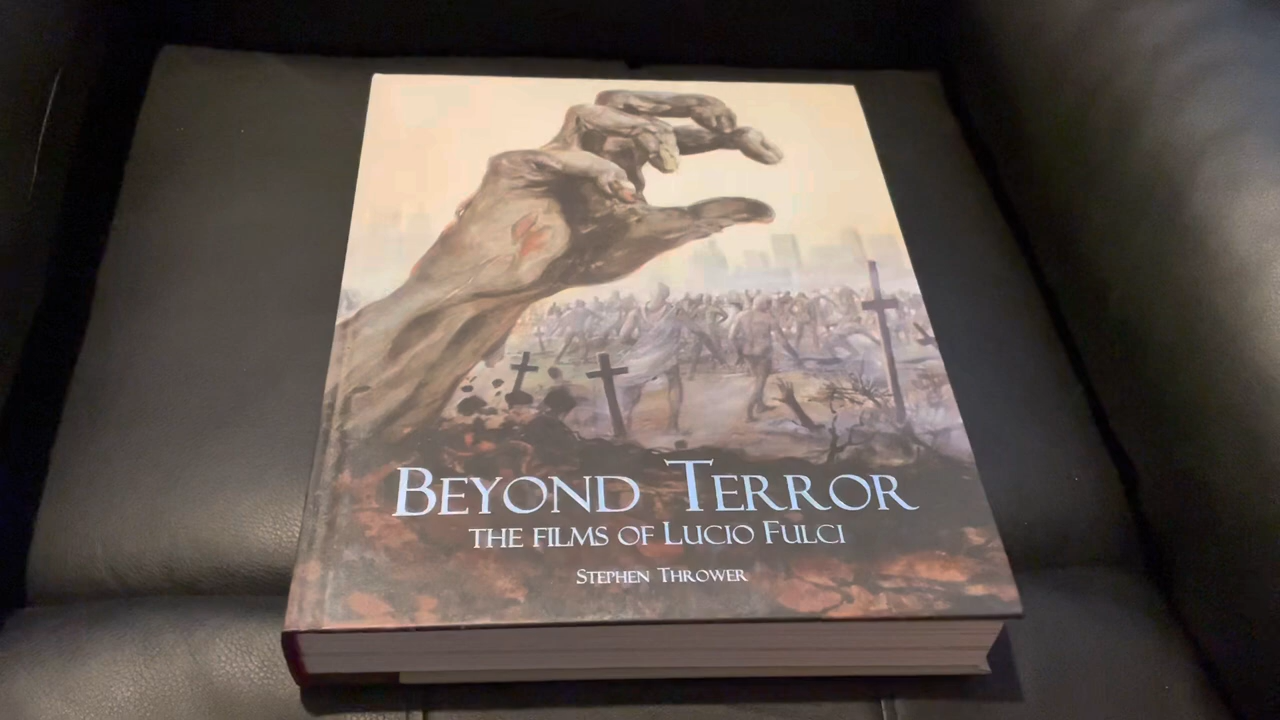 BEYOND TERROR
THE FILMS OF LUCIO FULCI
STEPHEN THROWER